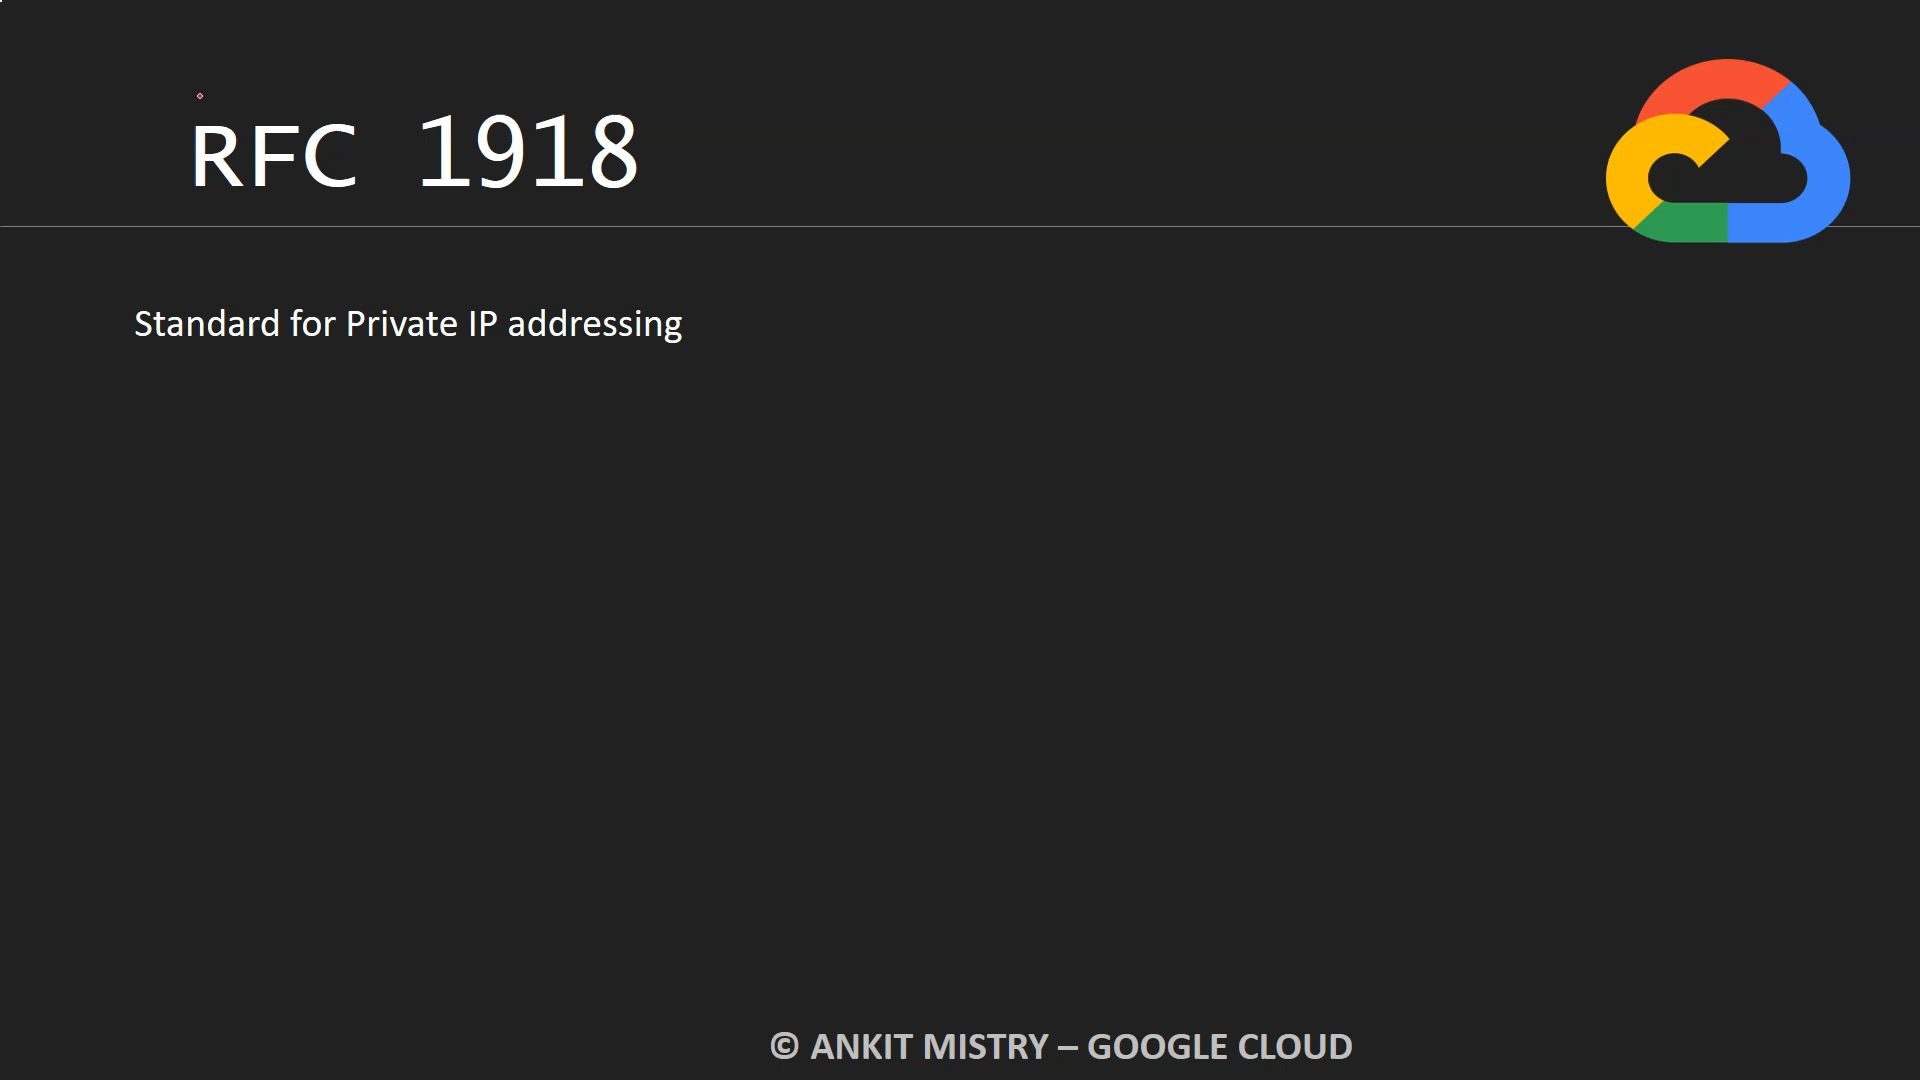 RFC 1918
Standard for Private IP addressing
© ANKIT MISTRY – GOOGLE CLOUD